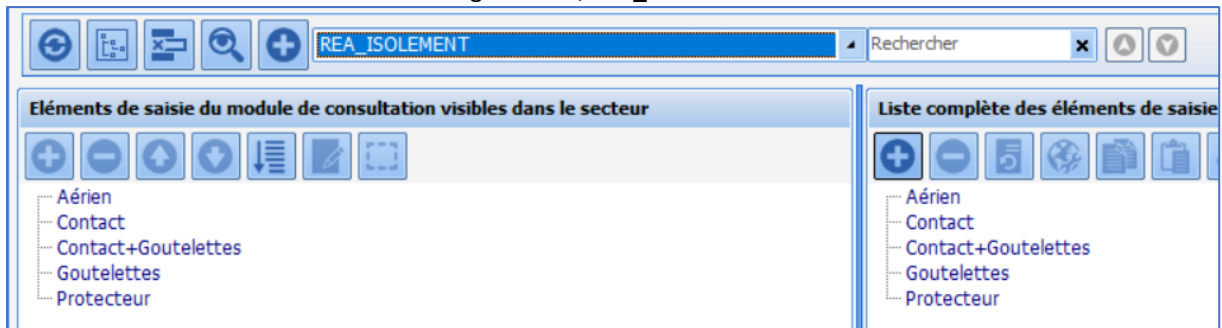 REA_ISOLEMENT
Rechercher
Eléments de saisie du module de consultation visibles dans le secteur
Aérien
Contact
Contact+Goutelettes
Goutelettes
Protecteur
Liste complète des éléments de saisie
Aérien
Contact
Contact+Goutelettes
Goutelettes
Protecteur